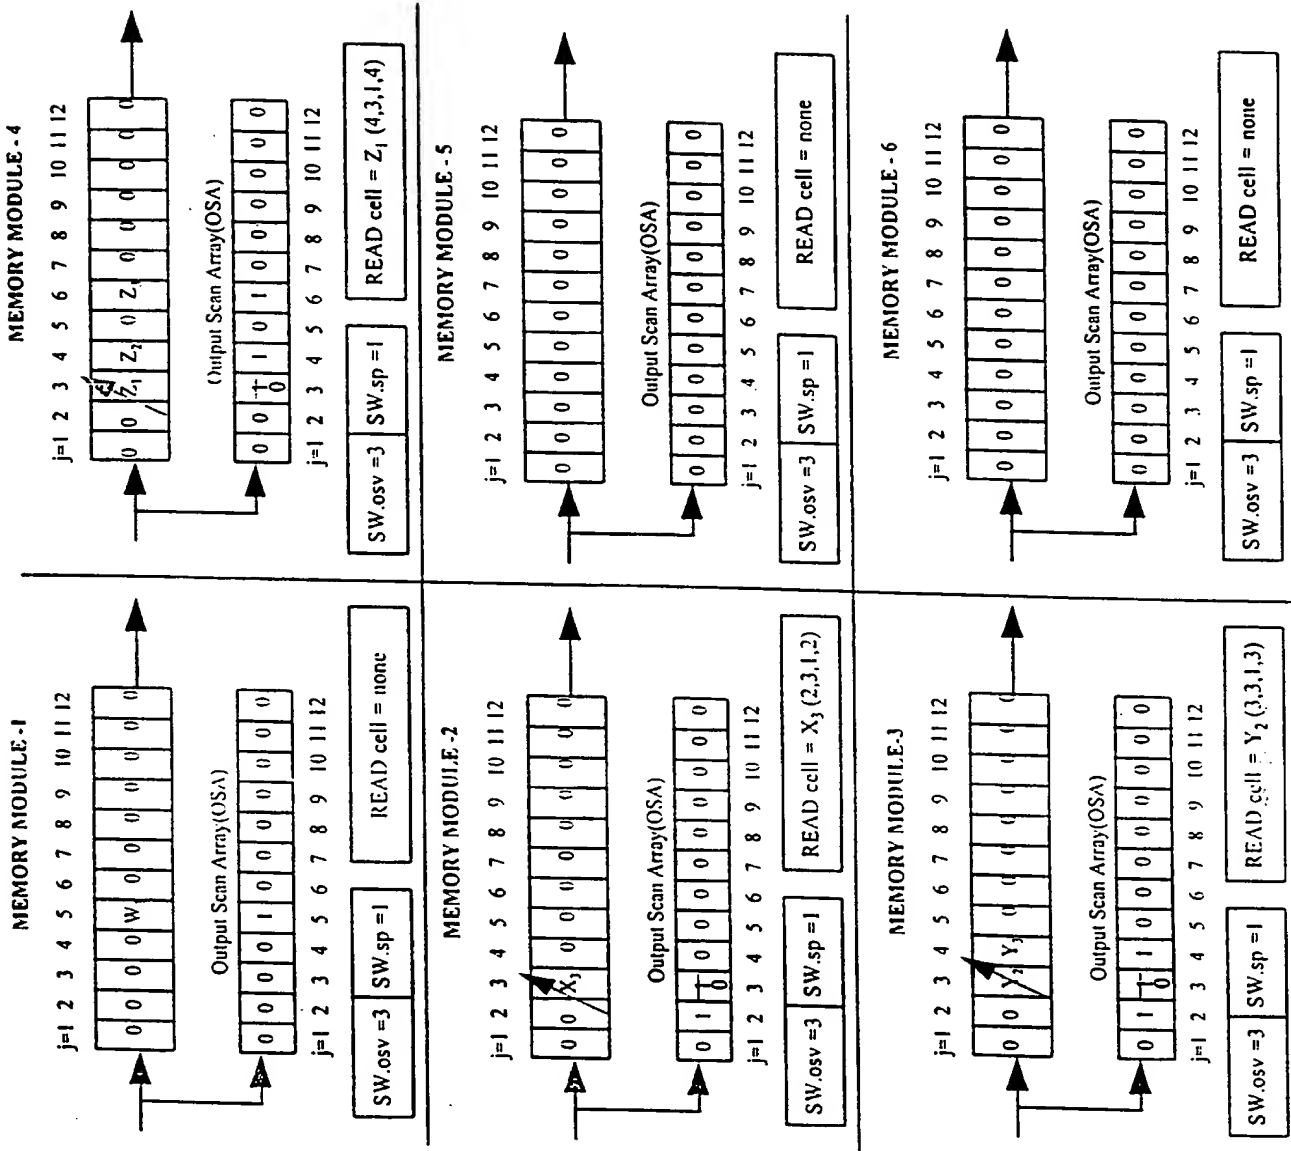 MEMORY MODULE -1
j=1 2 3 4 5 6 7 8 9 10 11 12
0 0 0 0 W 0 0 0 0 0 0 0
Output Scan Array(OSA)
0 0 0 0 1 0 0 0 0 0 0 0
j=1 2 3 4 5 6 7 8 9 10 11 12
SW.osv =3 SW.sp =1 READ cell = none
MEMORY MODULE -2
j=1 2 3 4 5 6 7 8 9 10 11 12
0 0 X₃ 0 0 0 0 0 0 0 0 0
Output Scan Array(OSA)
0 1 1 0 0 0 0 0 0 0 0 0
0
j=1 2 3 4 5 6 7 8 9 10 11 12
SW.osv =3 SW.sp =1 READ cell = X₃ (2,3,1,2)
MEMORY MODULE-3
j=1 2 3 4 5 6 7 8 9 10 11 12
0 0 Y₂ Y₃ 0 0 0 0 0 0 0 0
Output Scan Array(OSA)
0 1 1 1 0 0 0 0 0 0 0 0
0
j=1 2 3 4 5 6 7 8 9 10 11 12
SW.osv =3 SW.sp =1 READ cell = Y₂ (3,3,1,3)
MEMORY MODULE - 4
j=1 2 3 4 5 6 7 8 9 10 11 12
0 0 Z₁ Z₂ 0 Z 0 0 0 0 0 0
Output Scan Array(OSA)
0 0 1 1 0 1 0 0 0 0 0 0
0
j=1 2 3 4 5 6 7 8 9 10 11 12
SW.osv =3 SW.sp =1 READ cell = Z₁ (4,3,1,4)
MEMORY MODULE - 5
j=1 2 3 4 5 6 7 8 9 10 11 12
0 0 0 0 0 0 0 0 0 0 0 0
Output Scan Array(OSA)
0 0 0 0 0 0 0 0 0 0 0 0
j=1 2 3 4 5 6 7 8 9 10 11 12
SW.osv =3 SW.sp =1 READ cell = none
MEMORY MODULE - 6
j=1 2 3 4 5 6 7 8 9 10 11 12
0 0 0 0 0 0 0 0 0 0 0 0
Output Scan Array(OSA)
0 0 0 0 0 0 0 0 0 0 0 0
j=1 2 3 4 5 6 7 8 9 10 11 12
SW.osv =3 SW.sp =1 READ cell = none